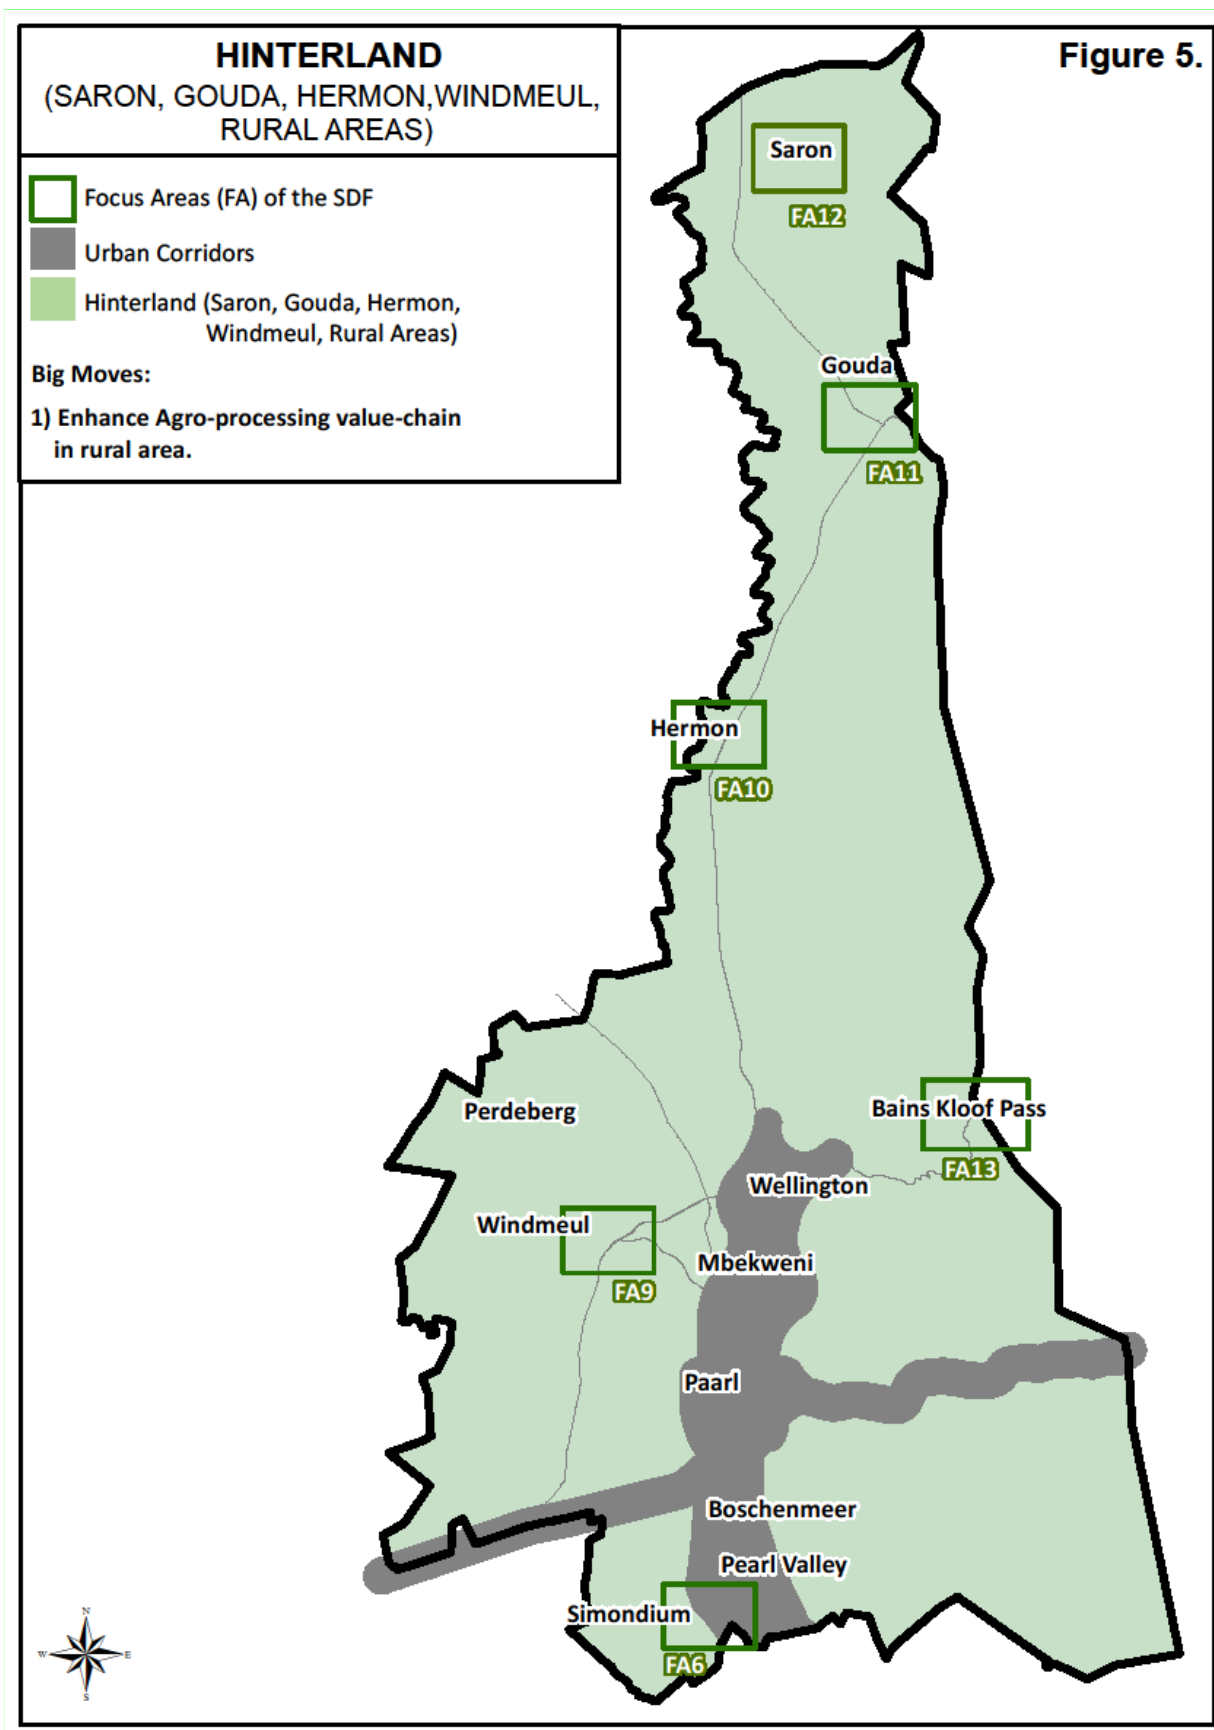 HINTERLAND
(SARON, GOUDA, HERMON,WINDMEUL,
RURAL AREAS)
Figure 5.
Focus Areas (FA) of the SDF
Urban Corridors
Hinterland (Saron, Gouda, Hermon,
Windmeul, Rural Areas)
Big Moves:
1) Enhance Agro-processing value-chain
in rural area.
Saron
FA12
Gouda
FA11
Hermon
FA10
Perdeberg
Bains Kloof Pass
FA13
Wellington
Windmeul
Mbekweni
FA9
Paarl
Boschenmeer
Pearl Valley
Simondium
FA6
N
W E
S